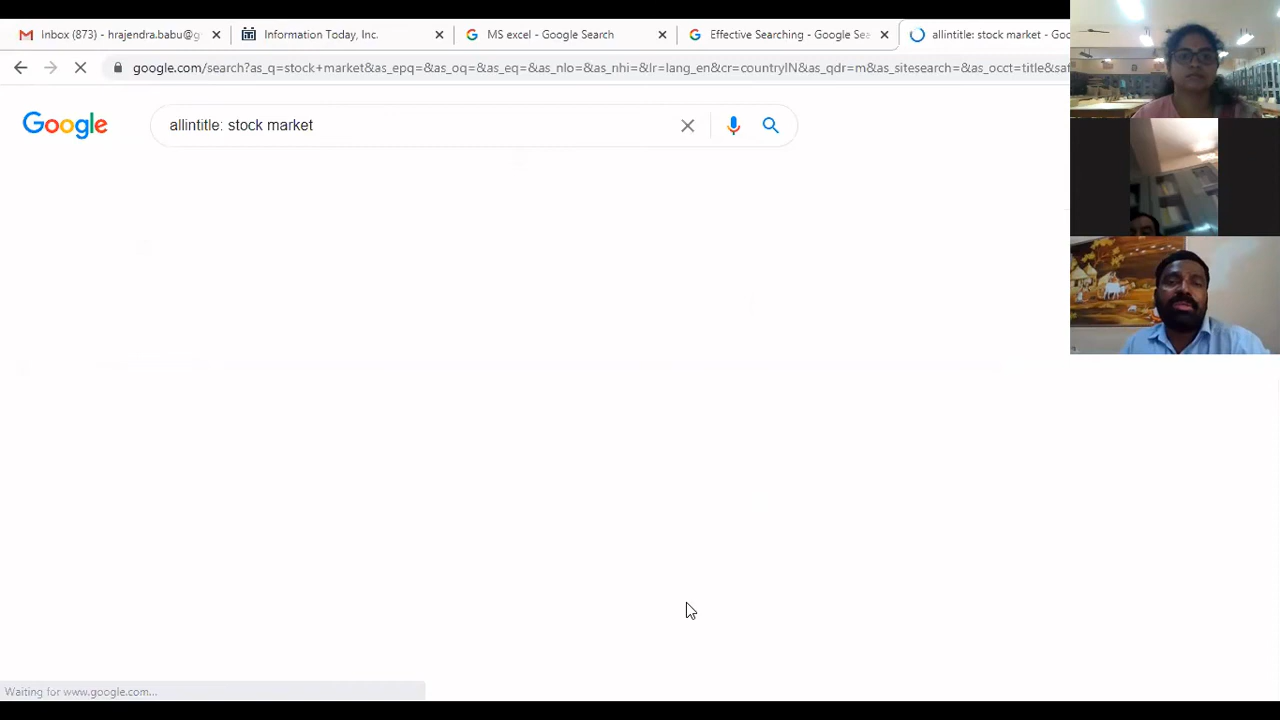 Inbox (873) - hrajendra.babu@g
Information Today, Inc.
MS excel - Google Search
Effective Searching - Google Sea
allintitle: stock market - Goo
google.com/search?as_q=stock+market&as_epq=&as_oq=&as_eq=&as_nlo=&as_nhi=&lr=lang_en&cr=countryIN&as_qdr=m&as_sitesearch=&as_occt=title&saf
Google
allintitle: stock market
Waiting for www.google.com...